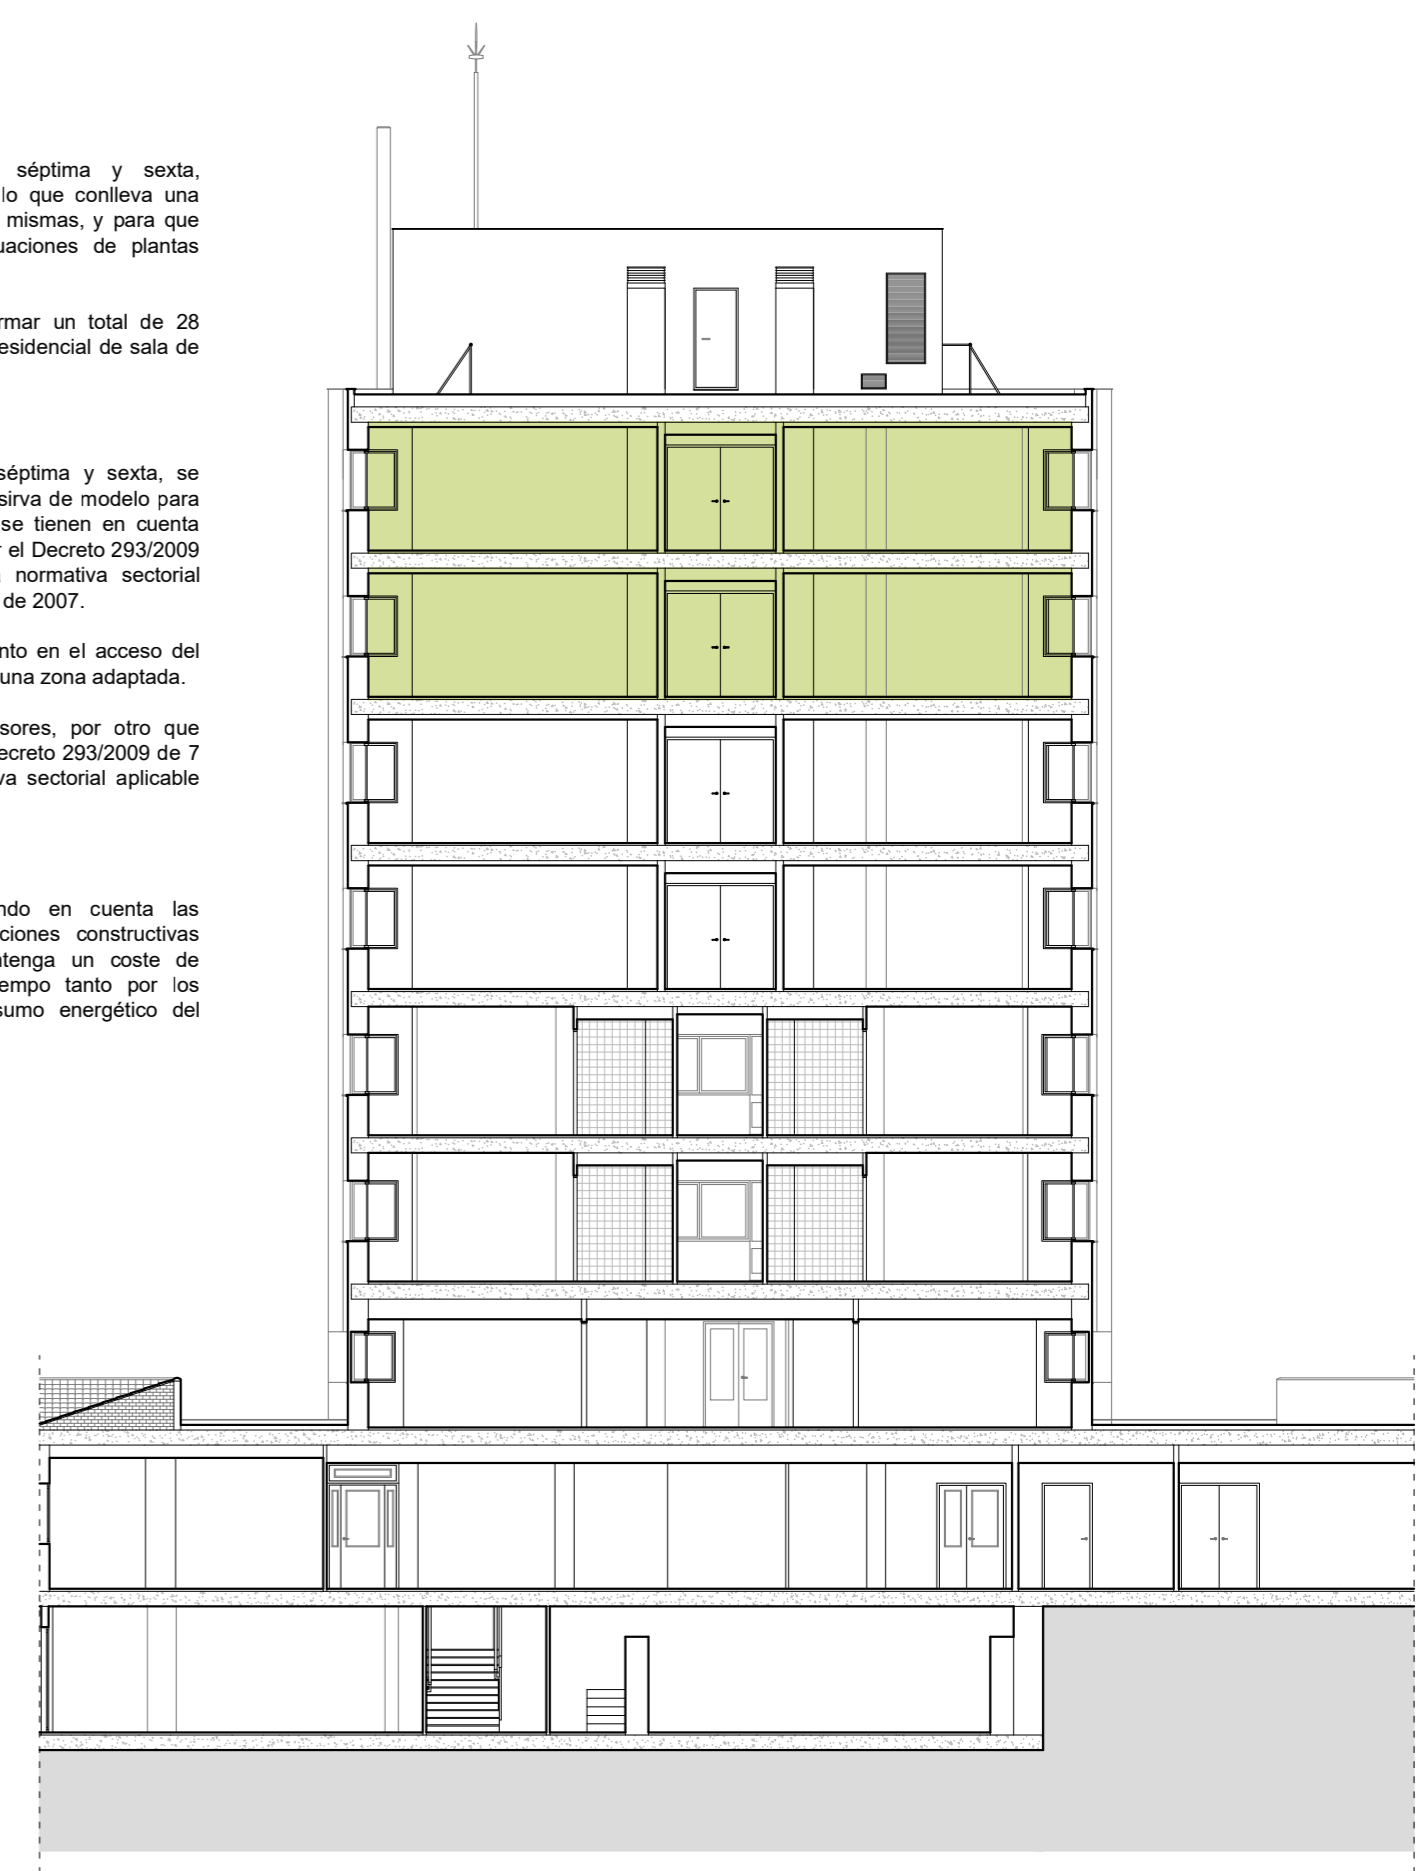 séptima y sexta,
lo que conlleva una
mismas, y para que
uaciones de plantas
rmar un total de 28
esidencial de sala de
séptima y sexta, se
sirva de modelo para
se tienen en cuenta
r el Decreto 293/2009
normativa sectorial
de 2007.
nto en el acceso del
una zona adaptada.
sores, por otro que
ecreto 293/2009 de 7
va sectorial aplicable
ndo en cuenta las
ciones constructivas
ntenga un coste de
empo tanto por los
sumo energético del